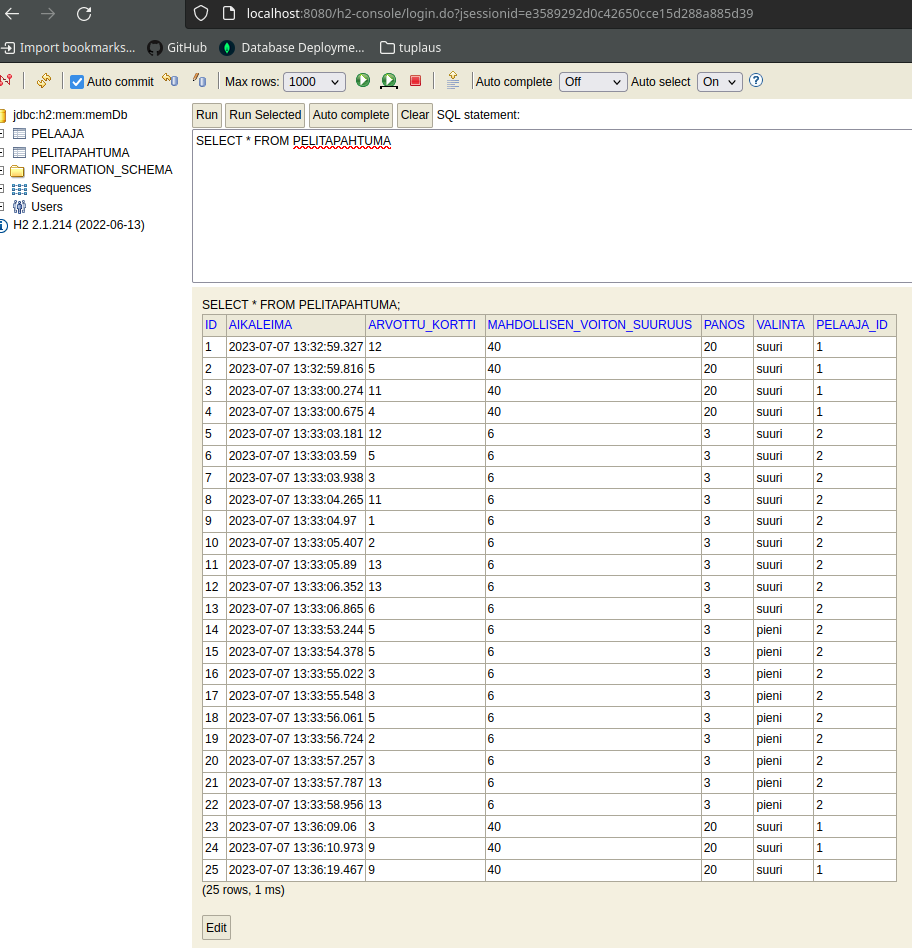 localhost:8080/h2-console/login.do?jsessionid=e3589292d0c42650cce15d288a885d39
Import bookmarks... GitHub Database Deployme... tuplaus
Auto commit Max rows: 1000 Auto complete Off Auto select On
jdbc:h2:mem:memDb
PELAAJA
PELITAPAHTUMA
INFORMATION_SCHEMA
Sequences
Users
H2 2.1.214 (2022-06-13)
Run Run Selected Auto complete Clear SQL statement:
SELECT * FROM PELITAPAHTUMA
SELECT * FROM PELITAPAHTUMA;
ID AIKALEIMA ARVOTTU_KORTTI MAHDOLLISEN_VOITON_SUURUUS PANOS VALINTA PELAAJA_ID
1 2023-07-07 13:32:59.327 12 40 20 suuri 1
2 2023-07-07 13:32:59.816 5 40 20 suuri 1
3 2023-07-07 13:33:00.274 11 40 20 suuri 1
4 2023-07-07 13:33:00.675 4 40 20 suuri 1
5 2023-07-07 13:33:03.181 12 6 3 suuri 2
6 2023-07-07 13:33:03.59 5 6 3 suuri 2
7 2023-07-07 13:33:03.938 3 6 3 suuri 2
8 2023-07-07 13:33:04.265 11 6 3 suuri 2
9 2023-07-07 13:33:04.97 1 6 3 suuri 2
10 2023-07-07 13:33:05.407 2 6 3 suuri 2
11 2023-07-07 13:33:05.89 13 6 3 suuri 2
12 2023-07-07 13:33:06.352 13 6 3 suuri 2
13 2023-07-07 13:33:06.865 6 6 3 suuri 2
14 2023-07-07 13:33:53.244 5 6 3 pieni 2
15 2023-07-07 13:33:54.378 5 6 3 pieni 2
16 2023-07-07 13:33:55.022 3 6 3 pieni 2
17 2023-07-07 13:33:55.548 3 6 3 pieni 2
18 2023-07-07 13:33:56.061 5 6 3 pieni 2
19 2023-07-07 13:33:56.724 2 6 3 pieni 2
20 2023-07-07 13:33:57.257 3 6 3 pieni 2
21 2023-07-07 13:33:57.787 13 6 3 pieni 2
22 2023-07-07 13:33:58.956 13 6 3 pieni 2
23 2023-07-07 13:36:09.06 3 40 20 suuri 1
24 2023-07-07 13:36:10.973 9 40 20 suuri 1
25 2023-07-07 13:36:19.467 9 40 20 suuri 1
(25 rows, 1 ms)
Edit